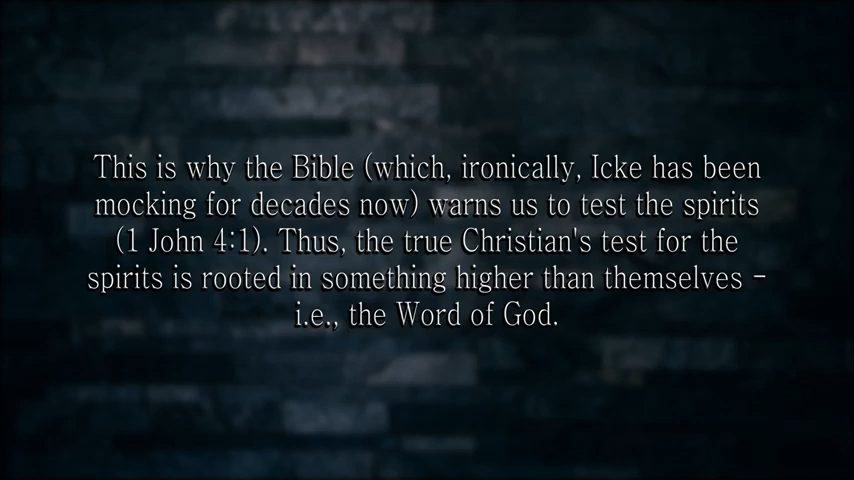 This is why the Bible (which, ironically, Icke has been
mocking for decades now) warns us to test the spirits
(1 John 4:1). Thus, the true Christian's test for the
spirits is rooted in something higher than themselves -
i.e., the Word of God.